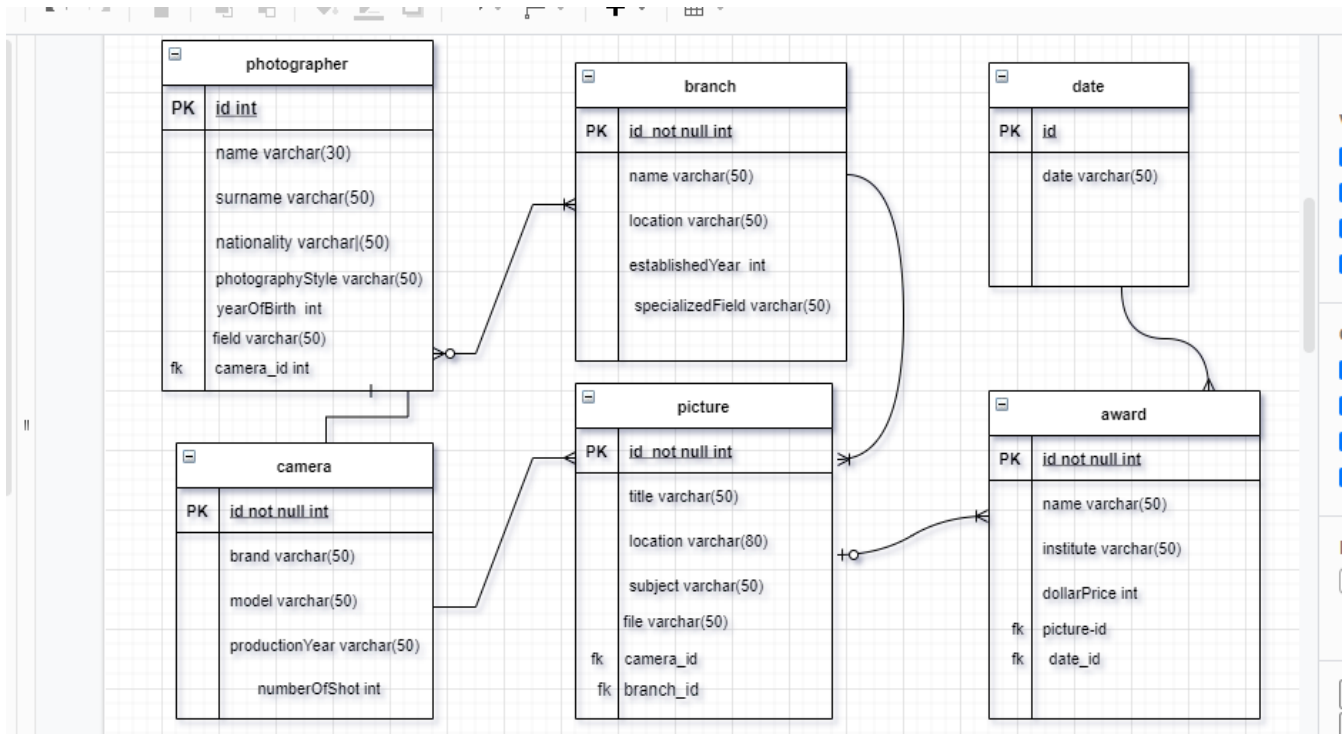 photographer
PK id int
name varchar(30)
surname varchar(50)
nationality varchar|(50)
photographyStyle varchar(50)
yearOfBirth int
field varchar(50)
fk camera_id int
branch
PK id not null int
name varchar(50)
location varchar(50)
establishedYear int
specializedField varchar(50)
date
PK id
date varchar(50)
camera
PK id not null int
brand varchar(50)
model varchar(50)
productionYear varchar(50)
numberOfShot int
picture
PK id not null int
title varchar(50)
location varchar(80)
subject varchar(50)
file varchar(50)
fk camera_id
fk branch_id
award
PK id not null int
name varchar(50)
institute varchar(50)
dollarPrice int
fk picture-id
fk date_id